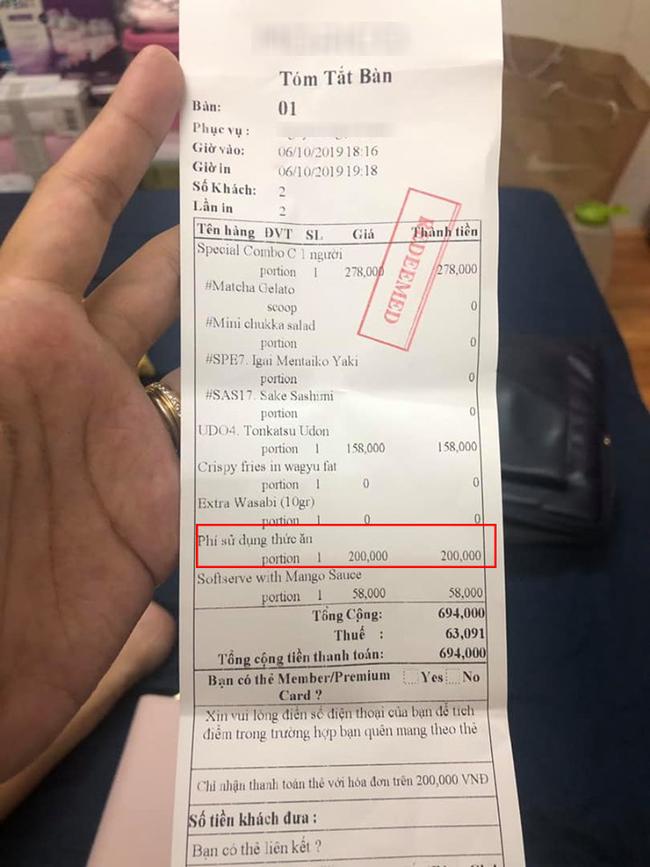 Tóm Tắt Bàn
Bàn: 01
Phục vụ :
Giờ vào: 06/10/2019 18:16
Giờ in 06/10/2019 19:18
Số Khách: 2
Lần in 2
REDEEMED
Tên hàng ĐVT SL Giá Thành tiền
Special Combo C 1 người
portion 1 278,000 278,000
#Matcha Gelato
scoop 0
#Mini chukka salad
portion 0
#SPE7. Igai Mentaiko Yaki
portion 0
#SAS17. Sake Sashimi
portion 0
UDO4. Tonkatsu Udon
portion 1 158,000 158,000
Crispy fries in wagyu fat
portion 1 0 0
Extra Wasabi (10gr)
portion 1 0 0
Phí sử dụng thức ăn
portion 1 200,000 200,000
Softserve with Mango Sauce
portion 1 58,000 58,000
Tổng Cộng: 694,000
Thuế : 63,091
Tổng cộng tiền thanh toán: 694,000
Bạn có thẻ Member/Premium Card ? Yes No
Xin vui lòng điền số điện thoại của bạn để tích
điểm trong trường hợp bạn quên mang theo thẻ
Chỉ nhận thanh toán thẻ với hóa đơn trên 200,000 VNĐ
Số tiền khách đưa :
Bạn có thẻ liên kết ?